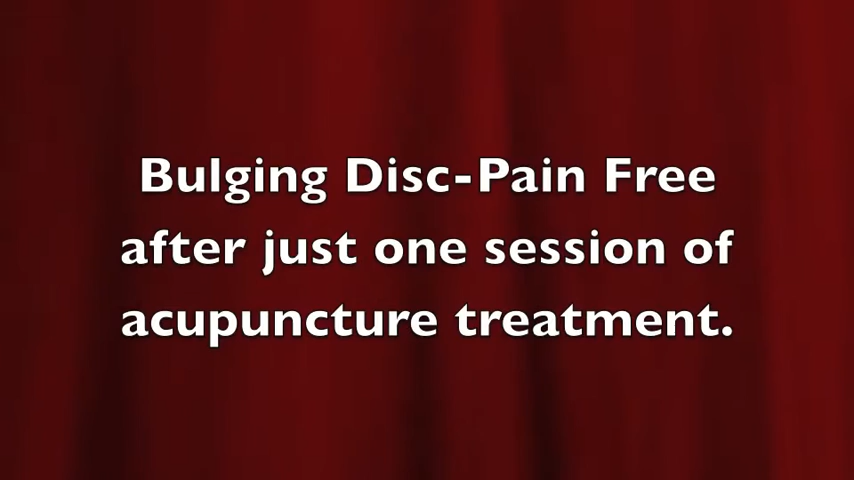 Bulging Disc-Pain Free
after just one session of
acupuncture treatment.